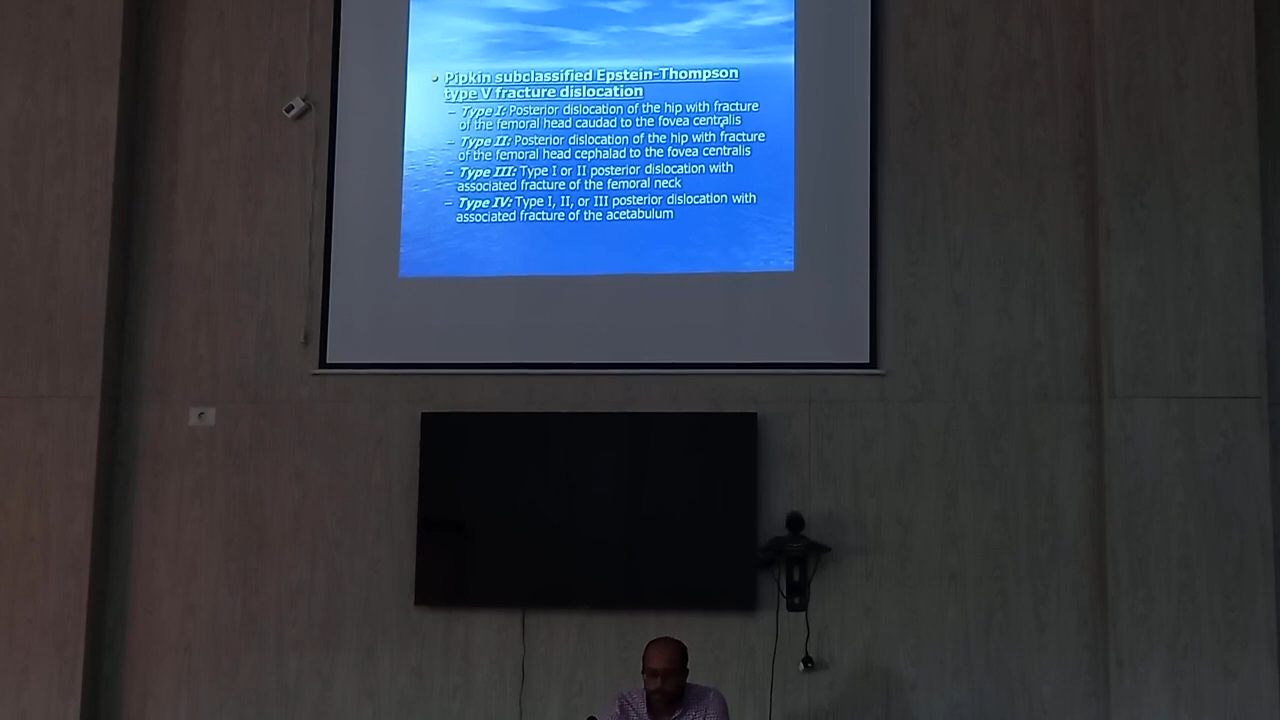 Pipkin subclassified Epstein-Thompson
type V fracture dislocation
– Type I: Posterior dislocation of the hip with fracture
of the femoral head caudad to the fovea centralis
– Type II: Posterior dislocation of the hip with fracture
of the femoral head cephalad to the fovea centralis
– Type III: Type I or II posterior dislocation with
associated fracture of the femoral neck
– Type IV: Type I, II, or III posterior dislocation with
associated fracture of the acetabulum